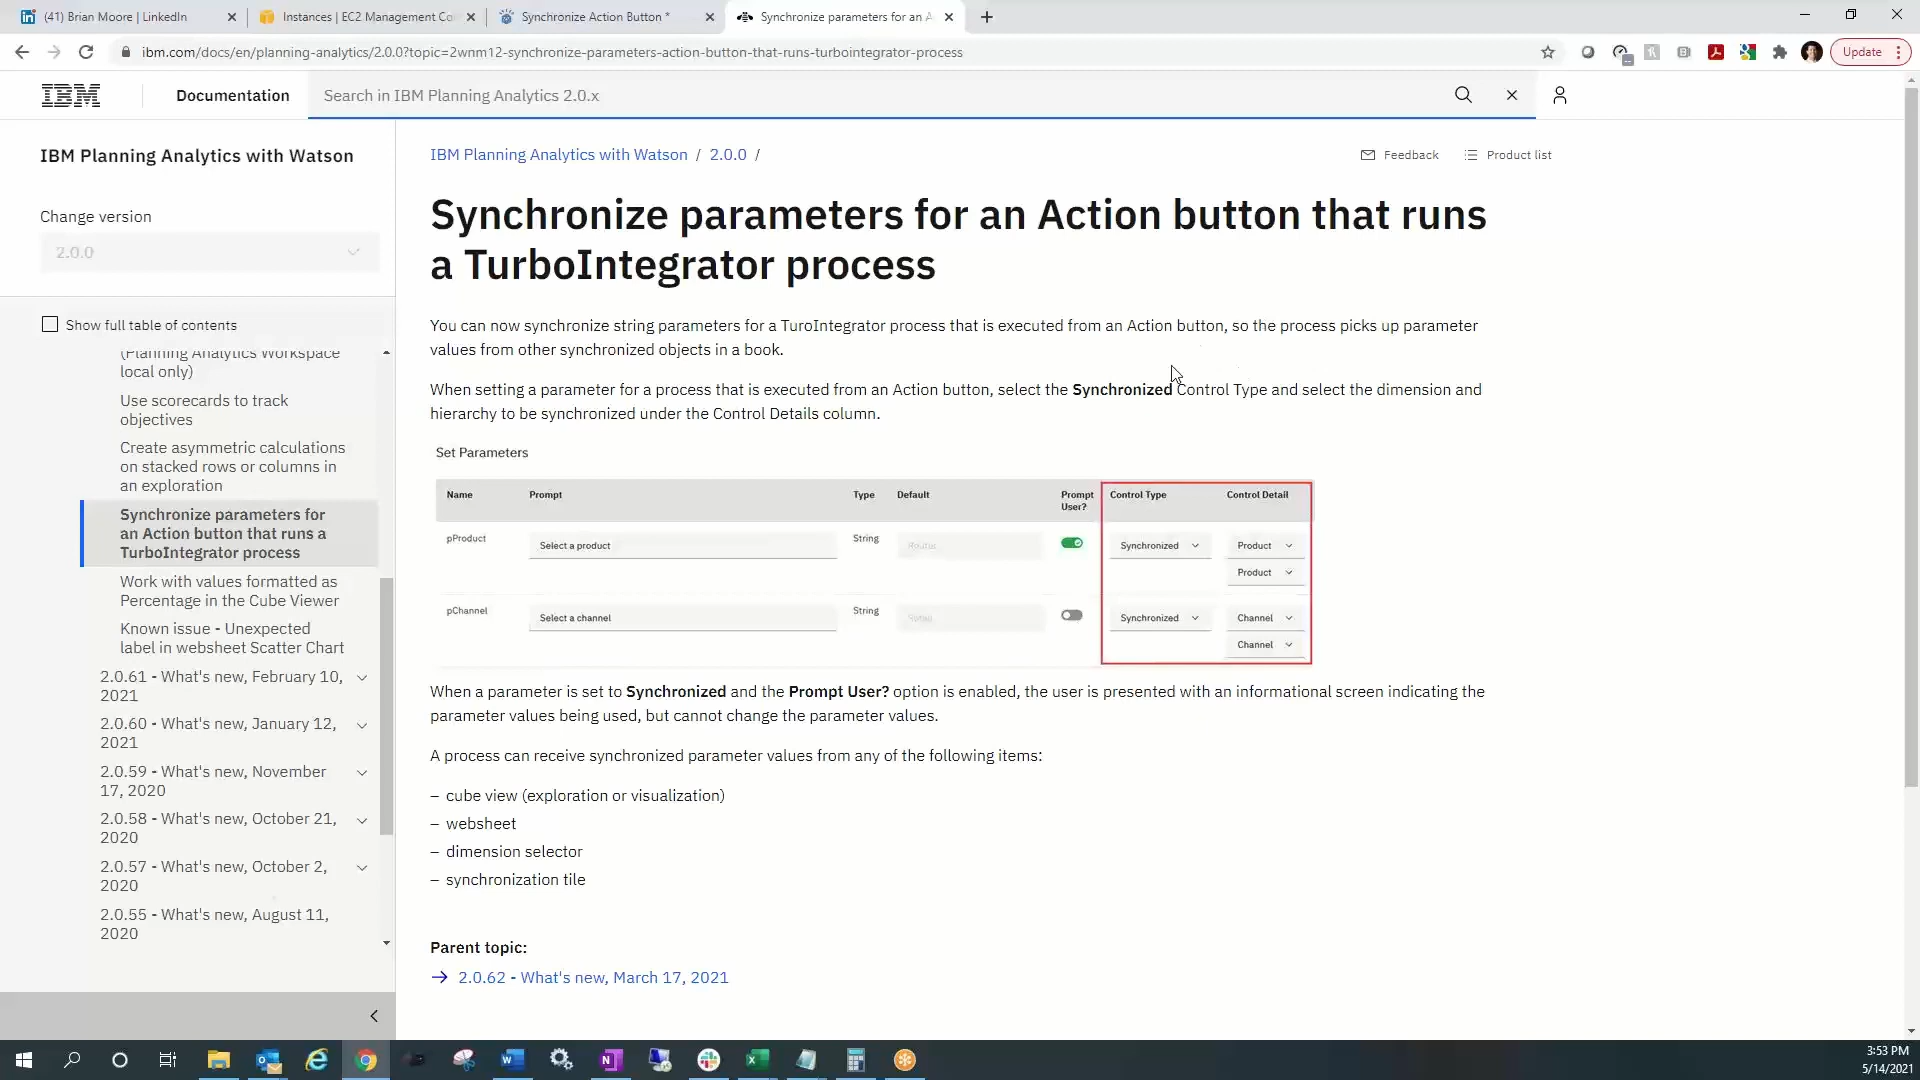 (41) Brian Moore | LinkedIn
Instances | EC2 Management Co
Synchronize Action Button *
Synchronize parameters for an A
ibm.com/docs/en/planning-analytics/2.0.0?topic=2wnm12-synchronize-parameters-action-button-that-runs-turbointegrator-process
Update
IBM
Documentation
Search in IBM Planning Analytics 2.0.x
IBM Planning Analytics with Watson
Change version
2.0.0
Show full table of contents
(Planning Analytics Workspace
local only)
Use scorecards to track
objectives
Create asymmetric calculations
on stacked rows or columns in
an exploration
Synchronize parameters for
an Action button that runs a
TurboIntegrator process
Work with values formatted as
Percentage in the Cube Viewer
Known issue - Unexpected
label in websheet Scatter Chart
2.0.61 - What's new, February 10,
2021
2.0.60 - What's new, January 12,
2021
2.0.59 - What's new, November
17, 2020
2.0.58 - What's new, October 21,
2020
2.0.57 - What's new, October 2,
2020
2.0.55 - What's new, August 11,
2020
IBM Planning Analytics with Watson / 2.0.0 /
Feedback
Product list
Synchronize parameters for an Action button that runs
a TurboIntegrator process
You can now synchronize string parameters for a TuroIntegrator process that is executed from an Action button, so the process picks up parameter
values from other synchronized objects in a book.
When setting a parameter for a process that is executed from an Action button, select the Synchronized Control Type and select the dimension and
hierarchy to be synchronized under the Control Details column.
Set Parameters
Name Prompt Type Default Prompt User? Control Type Control Detail
pProduct Select a product String Synchronized Product
Product
pChannel Select a channel String Synchronized Channel
Channel
When a parameter is set to Synchronized and the Prompt User? option is enabled, the user is presented with an informational screen indicating the
parameter values being used, but cannot change the parameter values.
A process can receive synchronized parameter values from any of the following items:
– cube view (exploration or visualization)
– websheet
– dimension selector
– synchronization tile
Parent topic:
→ 2.0.62 - What's new, March 17, 2021
3:53 PM
5/14/2021